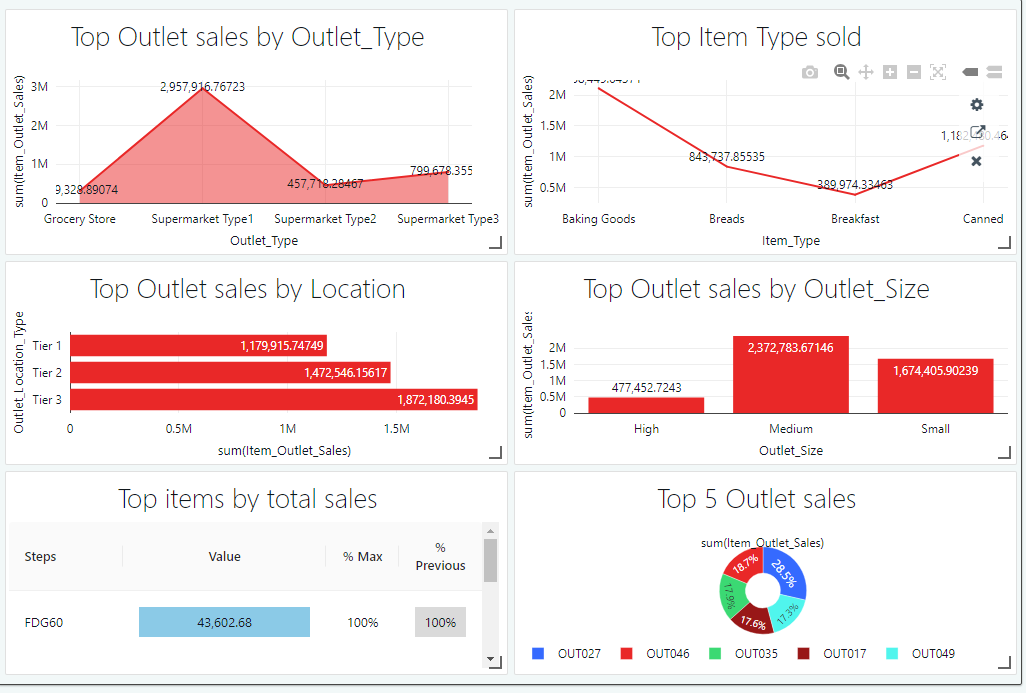 Top Outlet sales by Outlet_Type
sum(Item_Outlet_Sales)
3M
2M
1M
0
2,957,916.76723
9,328.89074
457,718.28467
799,678.355
Grocery Store Supermarket Type1 Supermarket Type2 Supermarket Type3
Outlet_Type
Top Item Type sold
sum(Item_Outlet_Sales)
2M
1.5M
1M
0.5M
843,737.85535
389,974.33463
Baking Goods Breads Breakfast Canned
Item_Type
Top Outlet sales by Location
Outlet_Location_Type
Tier 1 1,179,915.74749
Tier 2 1,472,546.15617
Tier 3 1,872,180.3945
0 0.5M 1M 1.5M
sum(Item_Outlet_Sales)
Top Outlet sales by Outlet_Size
sum(Item_Outlet_Sales
2M
1.5M
1M
0.5M
0
477,452.7243
2,372,783.67146
1,674,405.90239
High Medium Small
Outlet_Size
Top items by total sales
Steps Value % Max %
Previous
FDG60 43,602.68 100% 100%
Top 5 Outlet sales
sum(Item_Outlet_Sales)
18.7% 28.5%
17.9% 17.3%
17.6%
OUT027 OUT046 OUT035 OUT017 OUT049